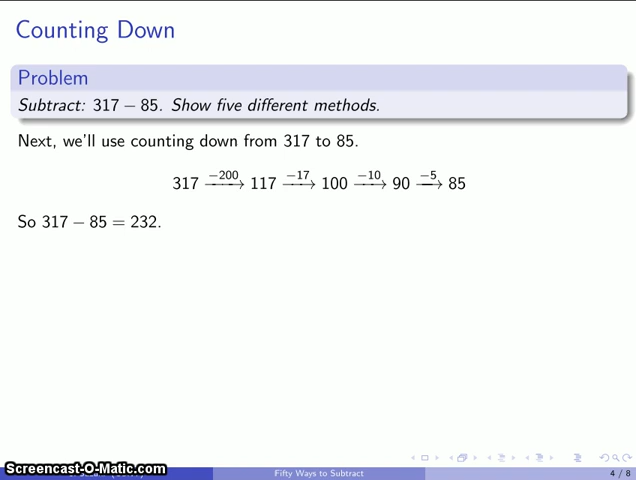 Counting Down
Problem
Subtract: 317 − 85. Show five different methods.
Next, we'll use counting down from 317 to 85.
317 −200→ 117 −17→ 100 −10→ 90 −5→ 85
So 317 − 85 = 232.
Screencast-O-Matic.com
Fifty Ways to Subtract
4 / 8